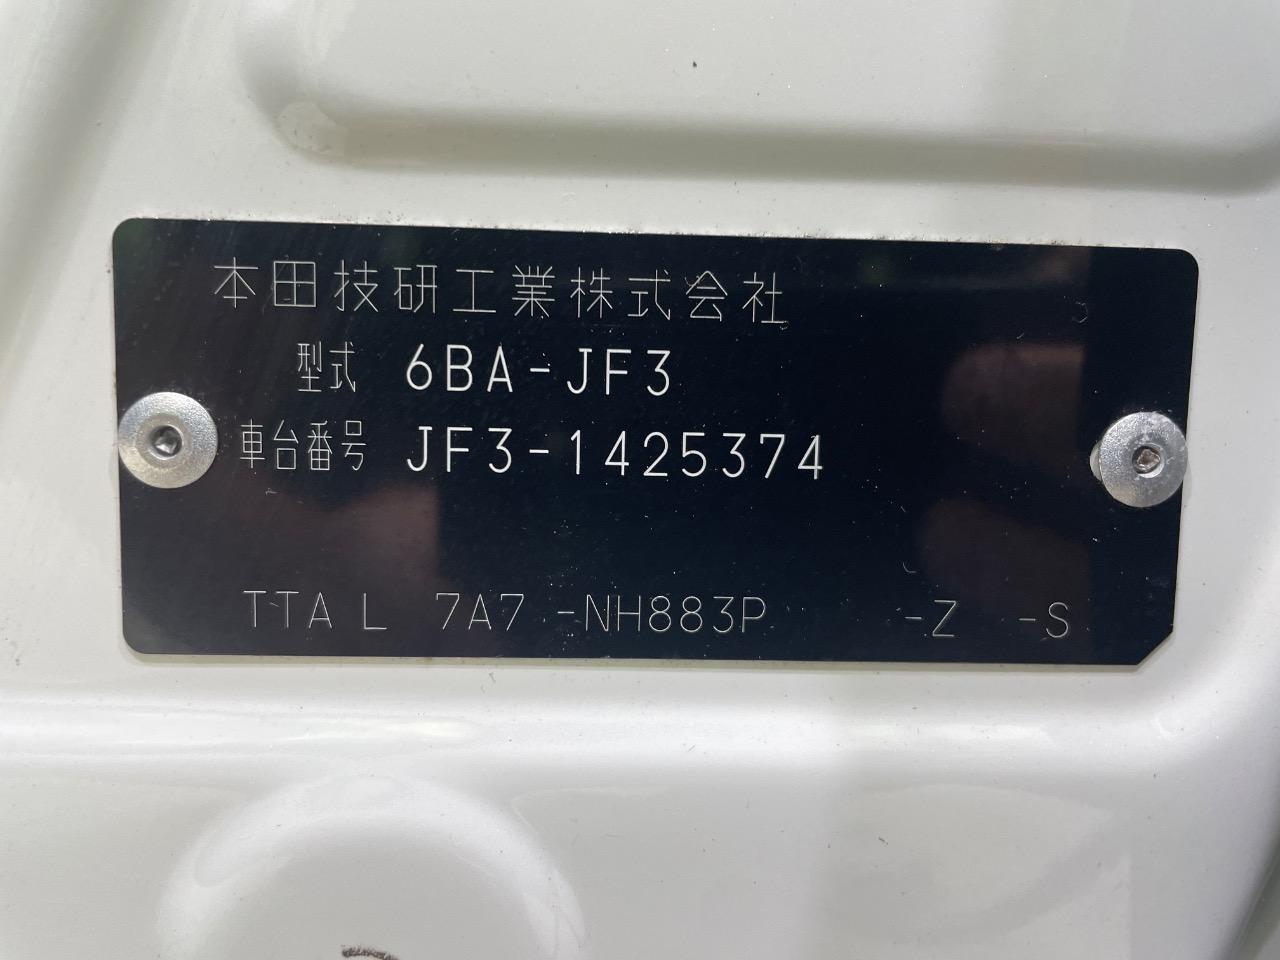 本田技研工業株式会社
型式 6BA-JF3
車台番号 JF3-1425374
TTA L 7A7 -NH883P -Z -S